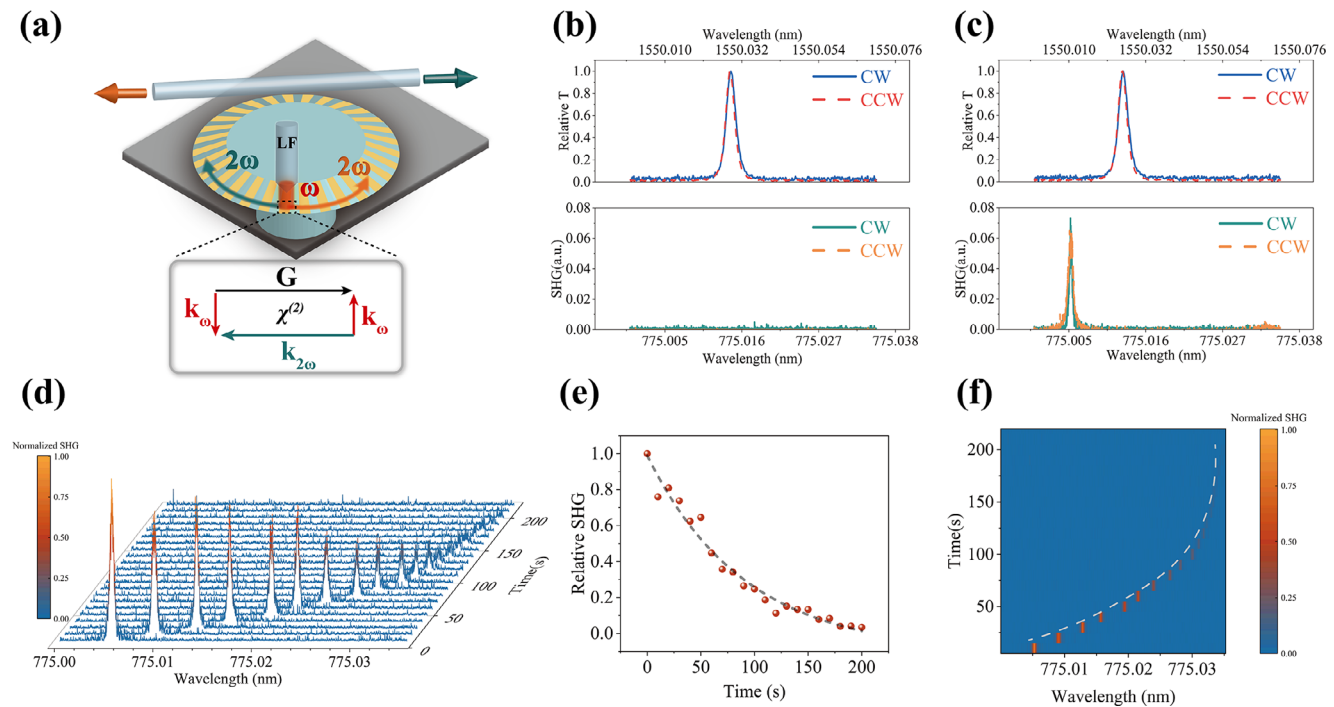 (a)
LF
2ω
2ω
ω
G
kω
χ(2)
kω
k2ω
(b)
Wavelength (nm)
1550.010 1550.032 1550.054 1550.076
Relative T
1.0
0.8
0.6
0.4
0.2
0.0
CW
CCW
SHG(a.u.)
0.08
0.06
0.04
0.02
0.00
CW
CCW
775.005 775.016 775.027 775.038
Wavelength (nm)
(c)
Wavelength (nm)
1550.010 1550.032 1550.054 1550.076
Relative T
1.0
0.8
0.6
0.4
0.2
0.0
CW
CCW
SHG(a.u.)
0.08
0.06
0.04
0.02
0.00
CW
CCW
775.005 775.016 775.027 775.038
Wavelength (nm)
(d)
Normalized SHG
1.00
0.75
0.50
0.25
0.00
775.00 775.01 775.02 775.03
Wavelength (nm)
0
50
100
150
200
Time(s)
(e)
Relative SHG
1.0
0.8
0.6
0.4
0.2
0.0
0 50 100 150 200
Time (s)
(f)
Time(s)
200
150
100
50
775.01 775.02 775.03
Wavelength (nm)
Normalized SHG
1.00
0.75
0.50
0.25
0.00